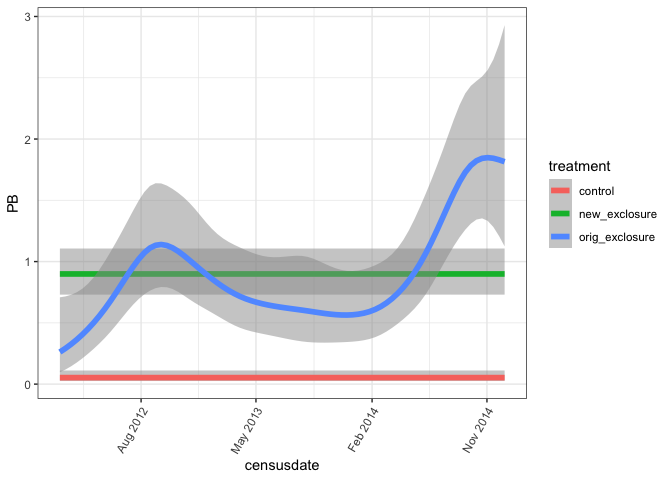 3
2
1
0
PB
Aug 2012
May 2013
Feb 2014
Nov 2014
censusdate
treatment
control
new_exclosure
orig_exclosure